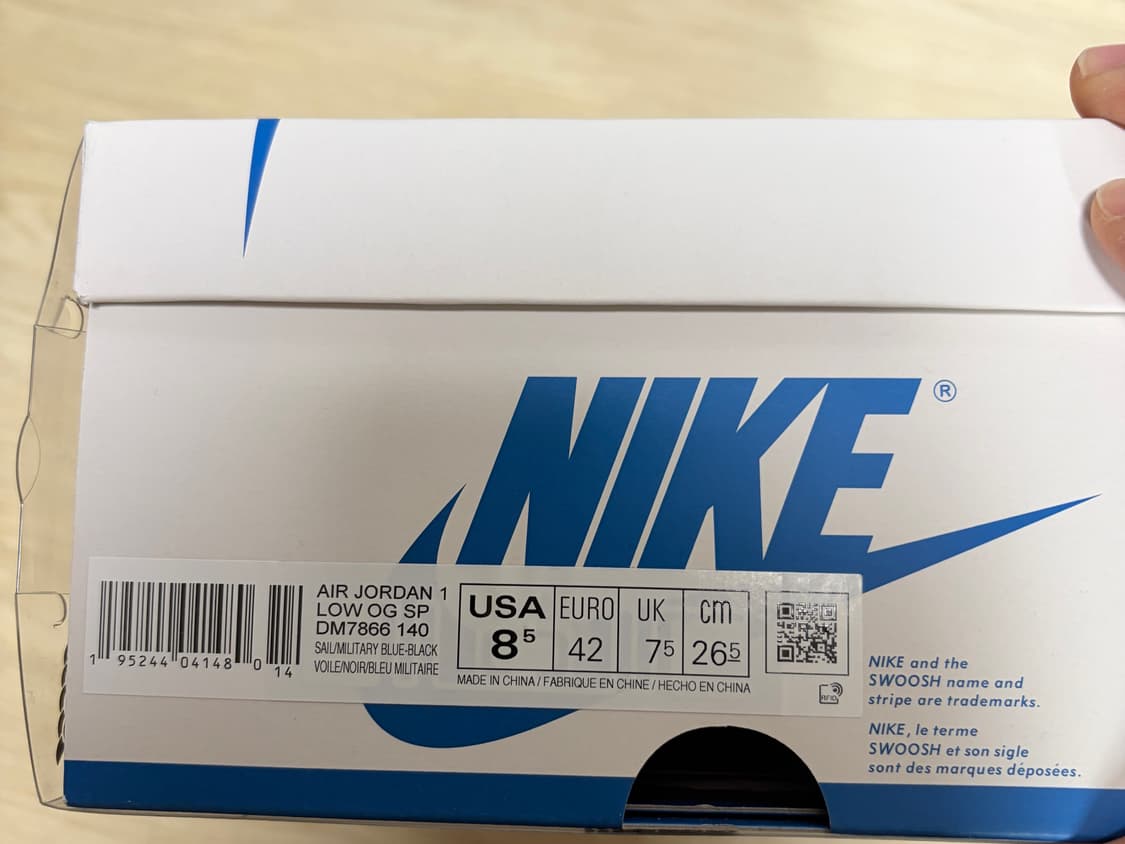 NIKE®
1 95244 04148 0 14
AIR JORDAN 1
LOW OG SP
DM7866 140
SAIL/MILITARY BLUE-BLACK
VOILE/NOIR/BLEU MILITAIRE
USA EURO UK cm
8⁵ 42 7⁵ 26⁵
MADE IN CHINA / FABRIQUE EN CHINE / HECHO EN CHINA
RFID
NIKE and the
SWOOSH name and
stripe are trademarks.
NIKE, le terme
SWOOSH et son sigle
sont des marques déposées.